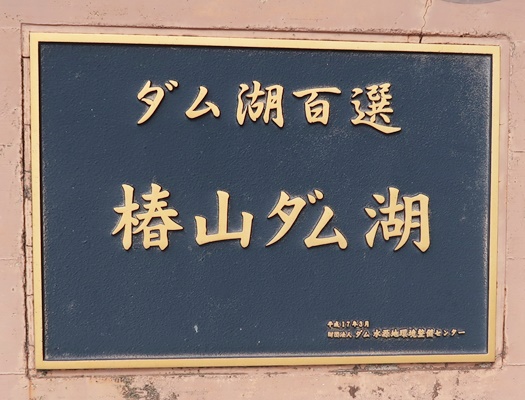 ダム湖百選
椿山ダム湖
平成17年3月
財団法人 ダム水源地環境整備センター